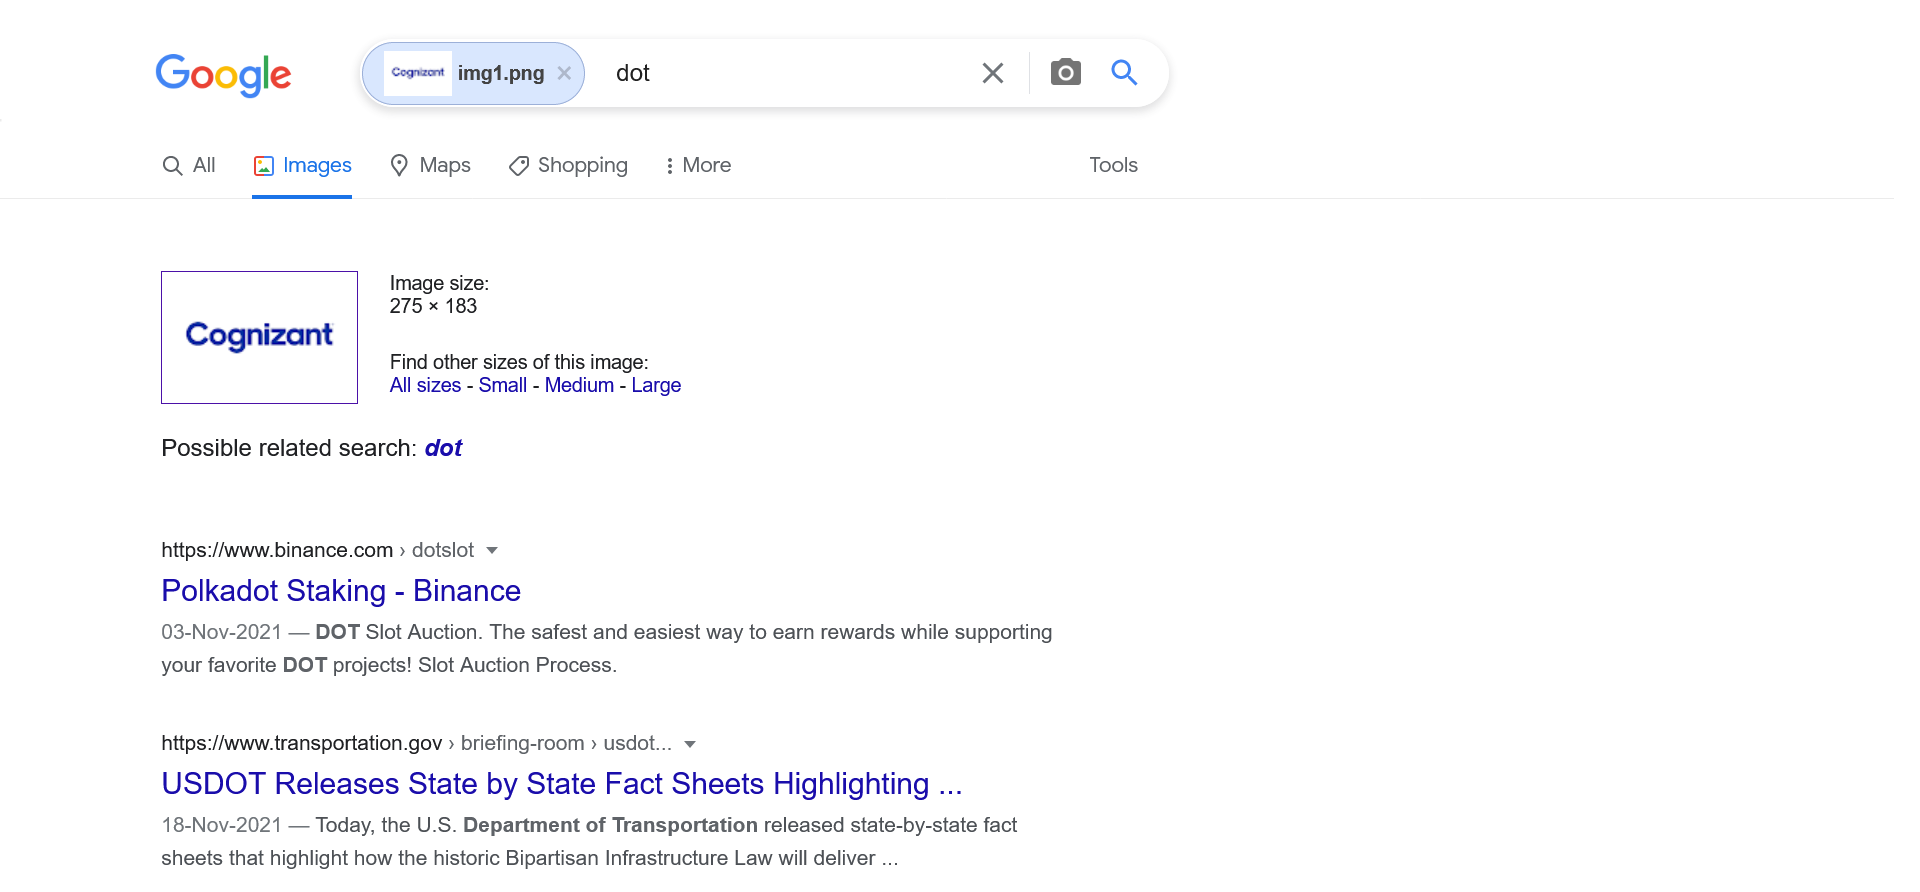 Google
Cognizant img1.png dot
All Images Maps Shopping More Tools
Cognizant
Image size:
275 × 183
Find other sizes of this image:
All sizes - Small - Medium - Large
Possible related search: dot
https://www.binance.com › dotslot
Polkadot Staking - Binance
03-Nov-2021 — DOT Slot Auction. The safest and easiest way to earn rewards while supporting
your favorite DOT projects! Slot Auction Process.
https://www.transportation.gov › briefing-room › usdot...
USDOT Releases State by State Fact Sheets Highlighting ...
18-Nov-2021 — Today, the U.S. Department of Transportation released state-by-state fact
sheets that highlight how the historic Bipartisan Infrastructure Law will deliver ...